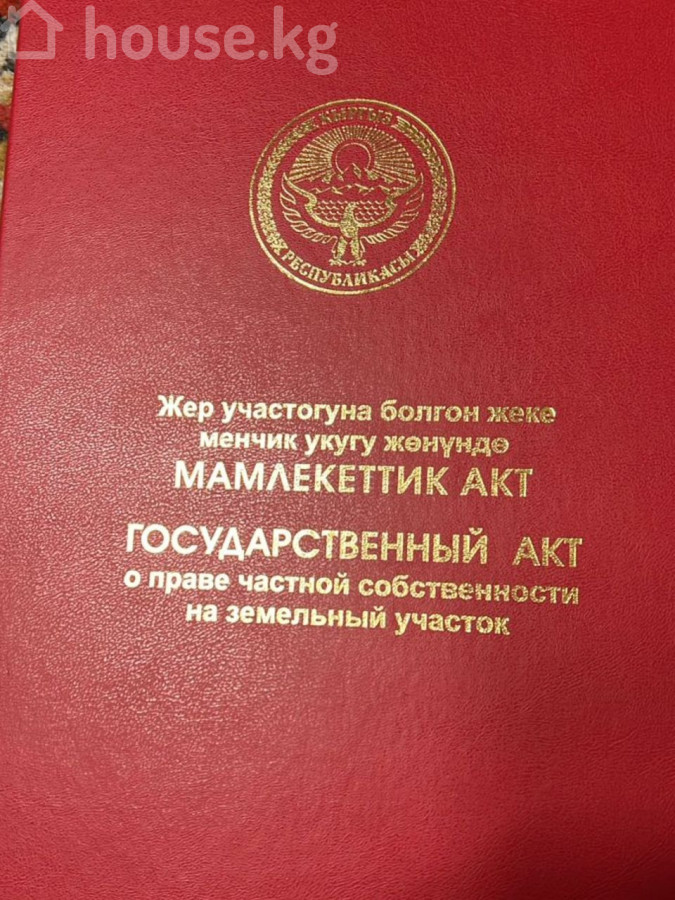 house.kg
КЫРГЫЗ
РЕСПУБЛИКАСЫ
Жер участогуна болгон жеке
менчик укугу жөнүндө
МАМЛЕКЕТТИК АКТ
ГОСУДАРСТВЕННЫЙ АКТ
о праве частной собственности
на земельный участок